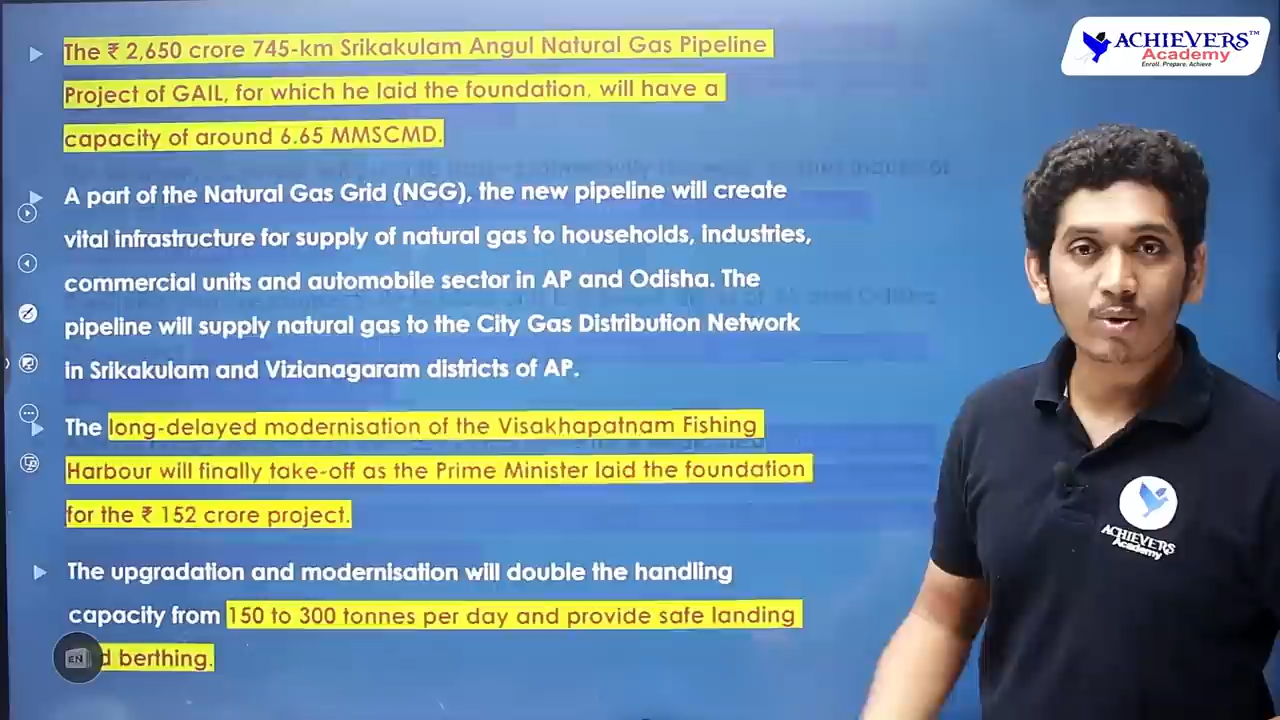 The ₹ 2,650 crore 745-km Srikakulam Angul Natural Gas Pipeline
Project of GAIL, for which he laid the foundation, will have a
capacity of around 6.65 MMSCMD.
A part of the Natural Gas Grid (NGG), the new pipeline will create
vital infrastructure for supply of natural gas to households, industries,
commercial units and automobile sector in AP and Odisha. The
pipeline will supply natural gas to the City Gas Distribution Network
in Srikakulam and Vizianagaram districts of AP.
The long-delayed modernisation of the Visakhapatnam Fishing
Harbour will finally take-off as the Prime Minister laid the foundation
for the ₹ 152 crore project.
The upgradation and modernisation will double the handling
capacity from 150 to 300 tonnes per day and provide safe landing
d berthing.
EN
ACHIEVERS™
Academy
Enroll. Prepare. Achieve
ACHIEVERS
Academy